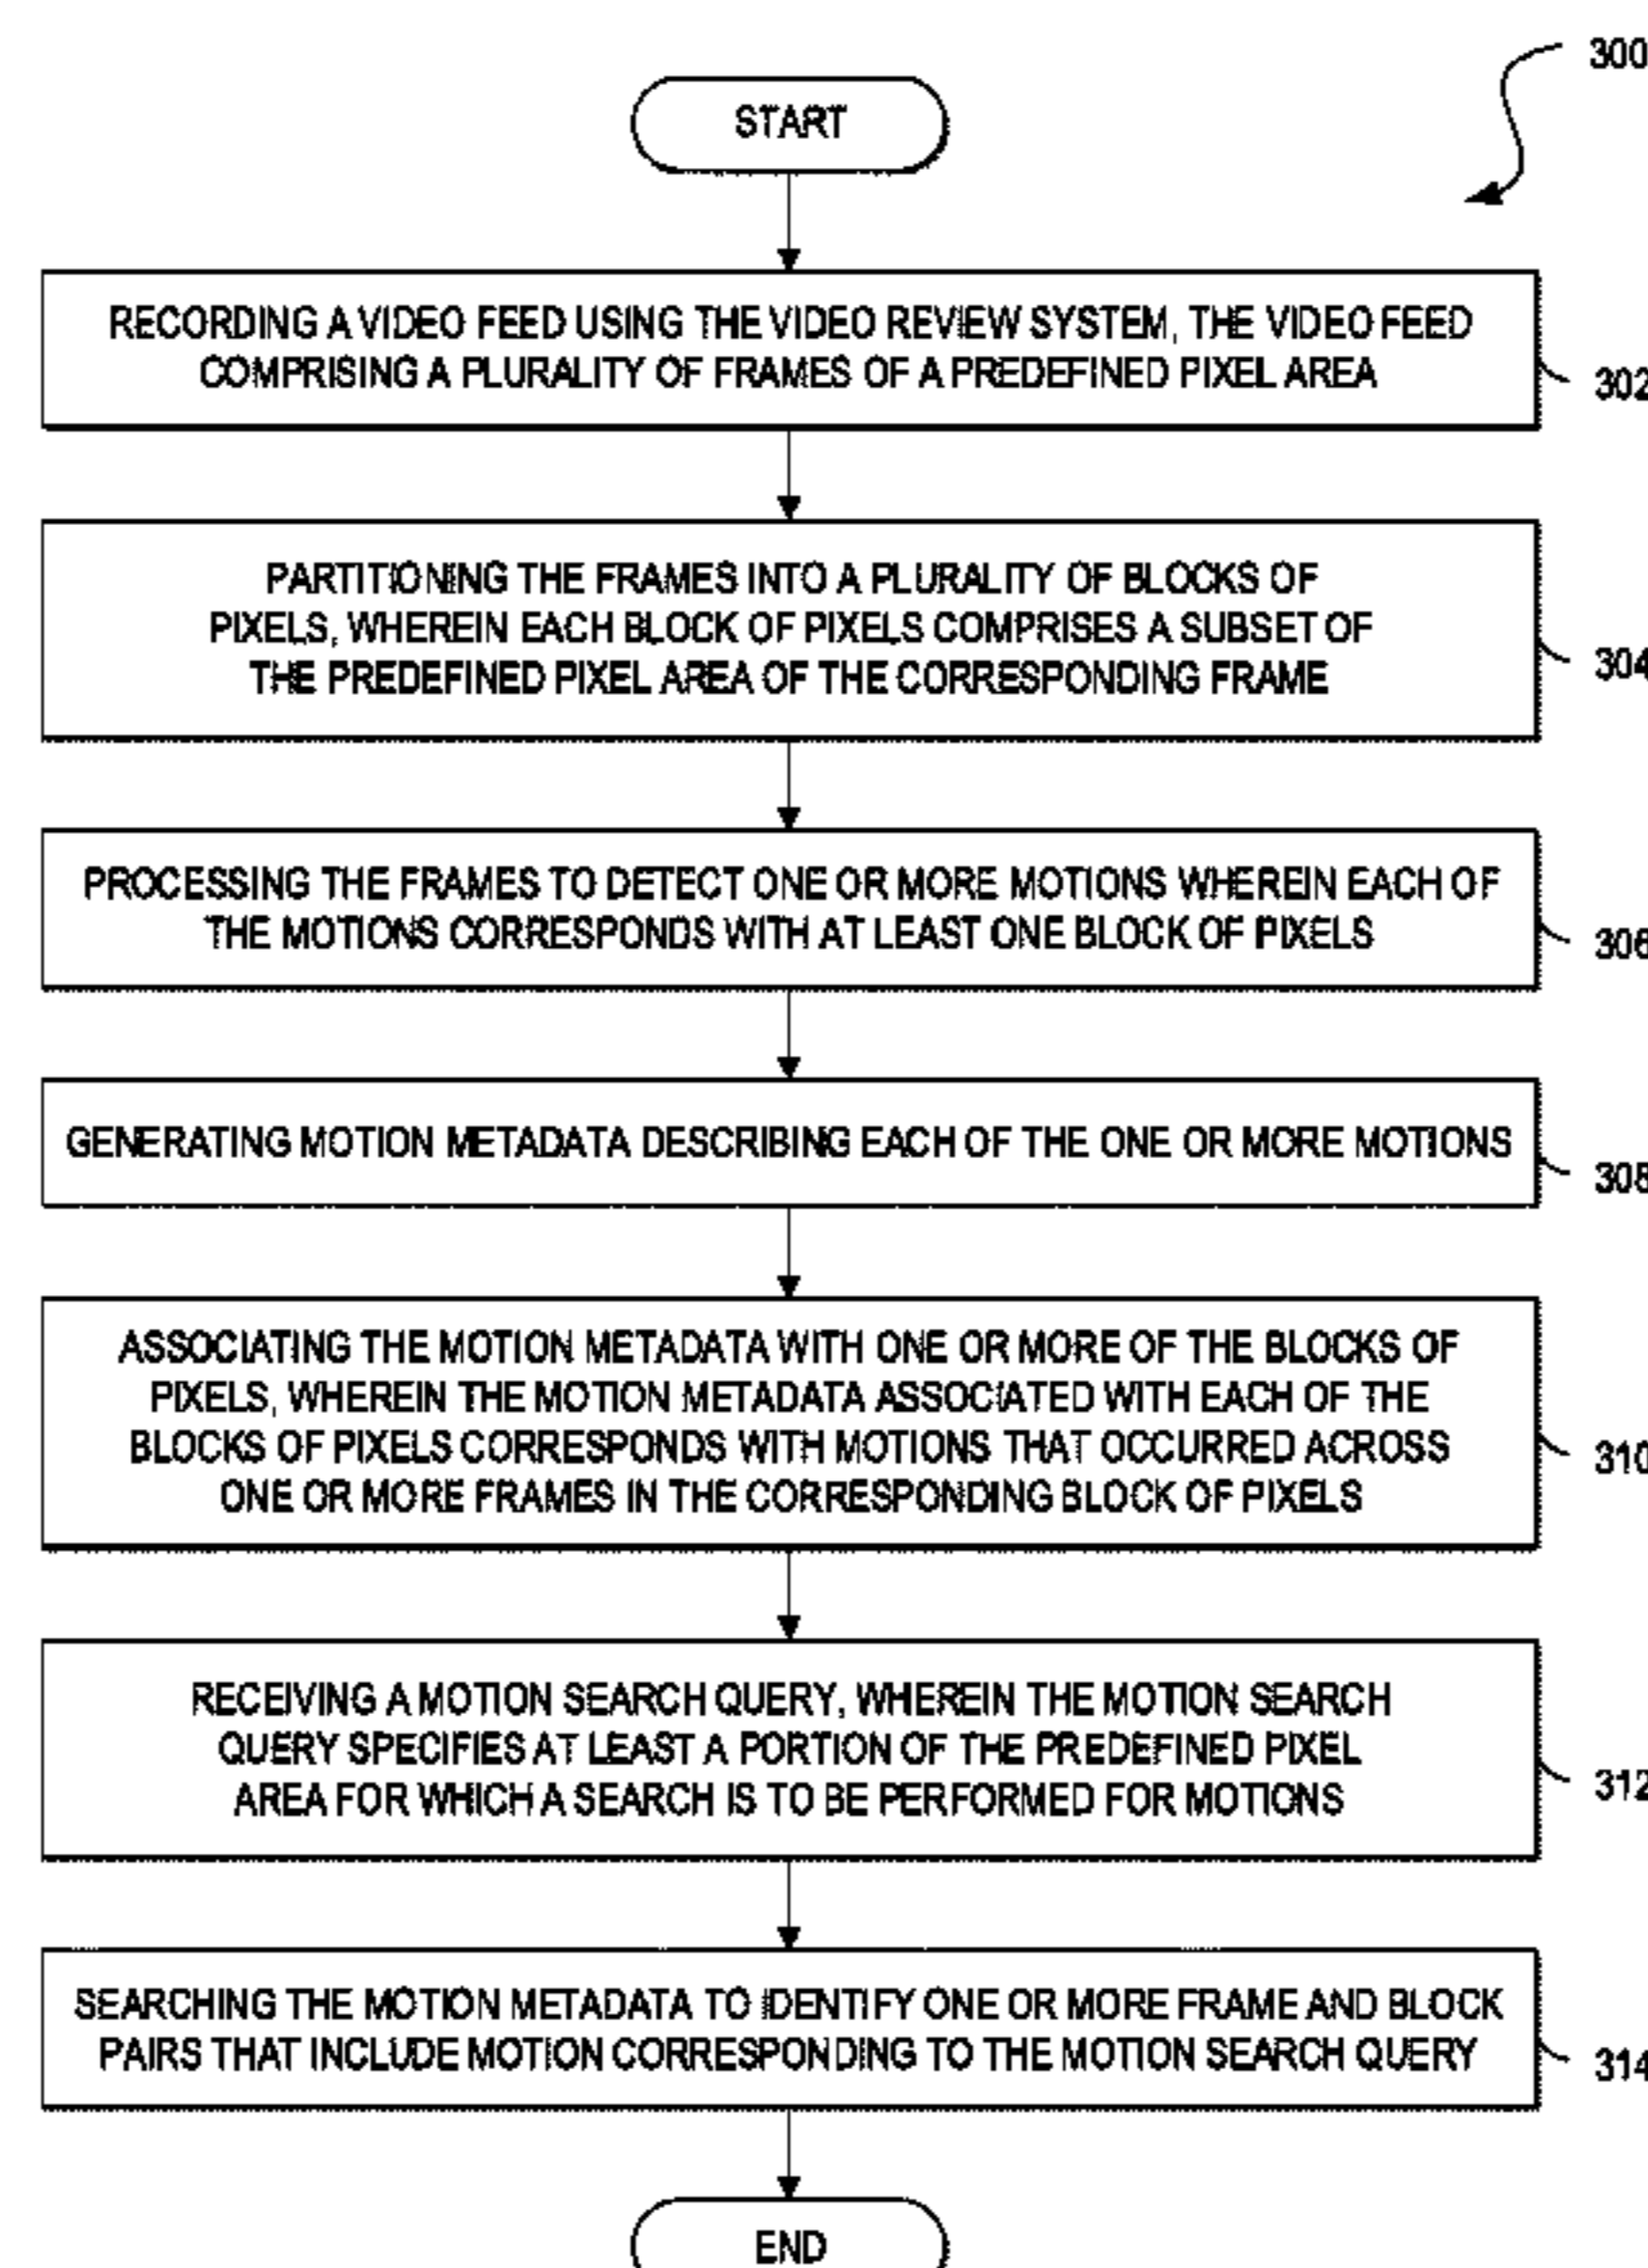 300
START
RECORDING A VIDEO FEED USING THE VIDEO REVIEW SYSTEM, THE VIDEO FEED
COMPRISING A PLURALITY OF FRAMES OF A PREDEFINED PIXEL AREA
302
PARTITIONING THE FRAMES INTO A PLURALITY OF BLOCKS OF
PIXELS, WHEREIN EACH BLOCK OF PIXELS COMPRISES A SUBSET OF
THE PREDEFINED PIXEL AREA OF THE CORRESPONDING FRAME
304
PROCESSING THE FRAMES TO DETECT ONE OR MORE MOTIONS WHEREIN EACH OF
THE MOTIONS CORRESPONDS WITH AT LEAST ONE BLOCK OF PIXELS
306
GENERATING MOTION METADATA DESCRIBING EACH OF THE ONE OR MORE MOTIONS
308
ASSOCIATING THE MOTION METADATA WITH ONE OR MORE OF THE BLOCKS OF
PIXELS, WHEREIN THE MOTION METADATA ASSOCIATED WITH EACH OF THE
BLOCKS OF PIXELS CORRESPONDS WITH MOTIONS THAT OCCURRED ACROSS
ONE OR MORE FRAMES IN THE CORRESPONDING BLOCK OF PIXELS
310
RECEIVING A MOTION SEARCH QUERY, WHEREIN THE MOTION SEARCH
QUERY SPECIFIES AT LEAST A PORTION OF THE PREDEFINED PIXEL
AREA FOR WHICH A SEARCH IS TO BE PERFORMED FOR MOTIONS
312
SEARCHING THE MOTION METADATA TO IDENTIFY ONE OR MORE FRAME AND BLOCK
PAIRS THAT INCLUDE MOTION CORRESPONDING TO THE MOTION SEARCH QUERY
314
END